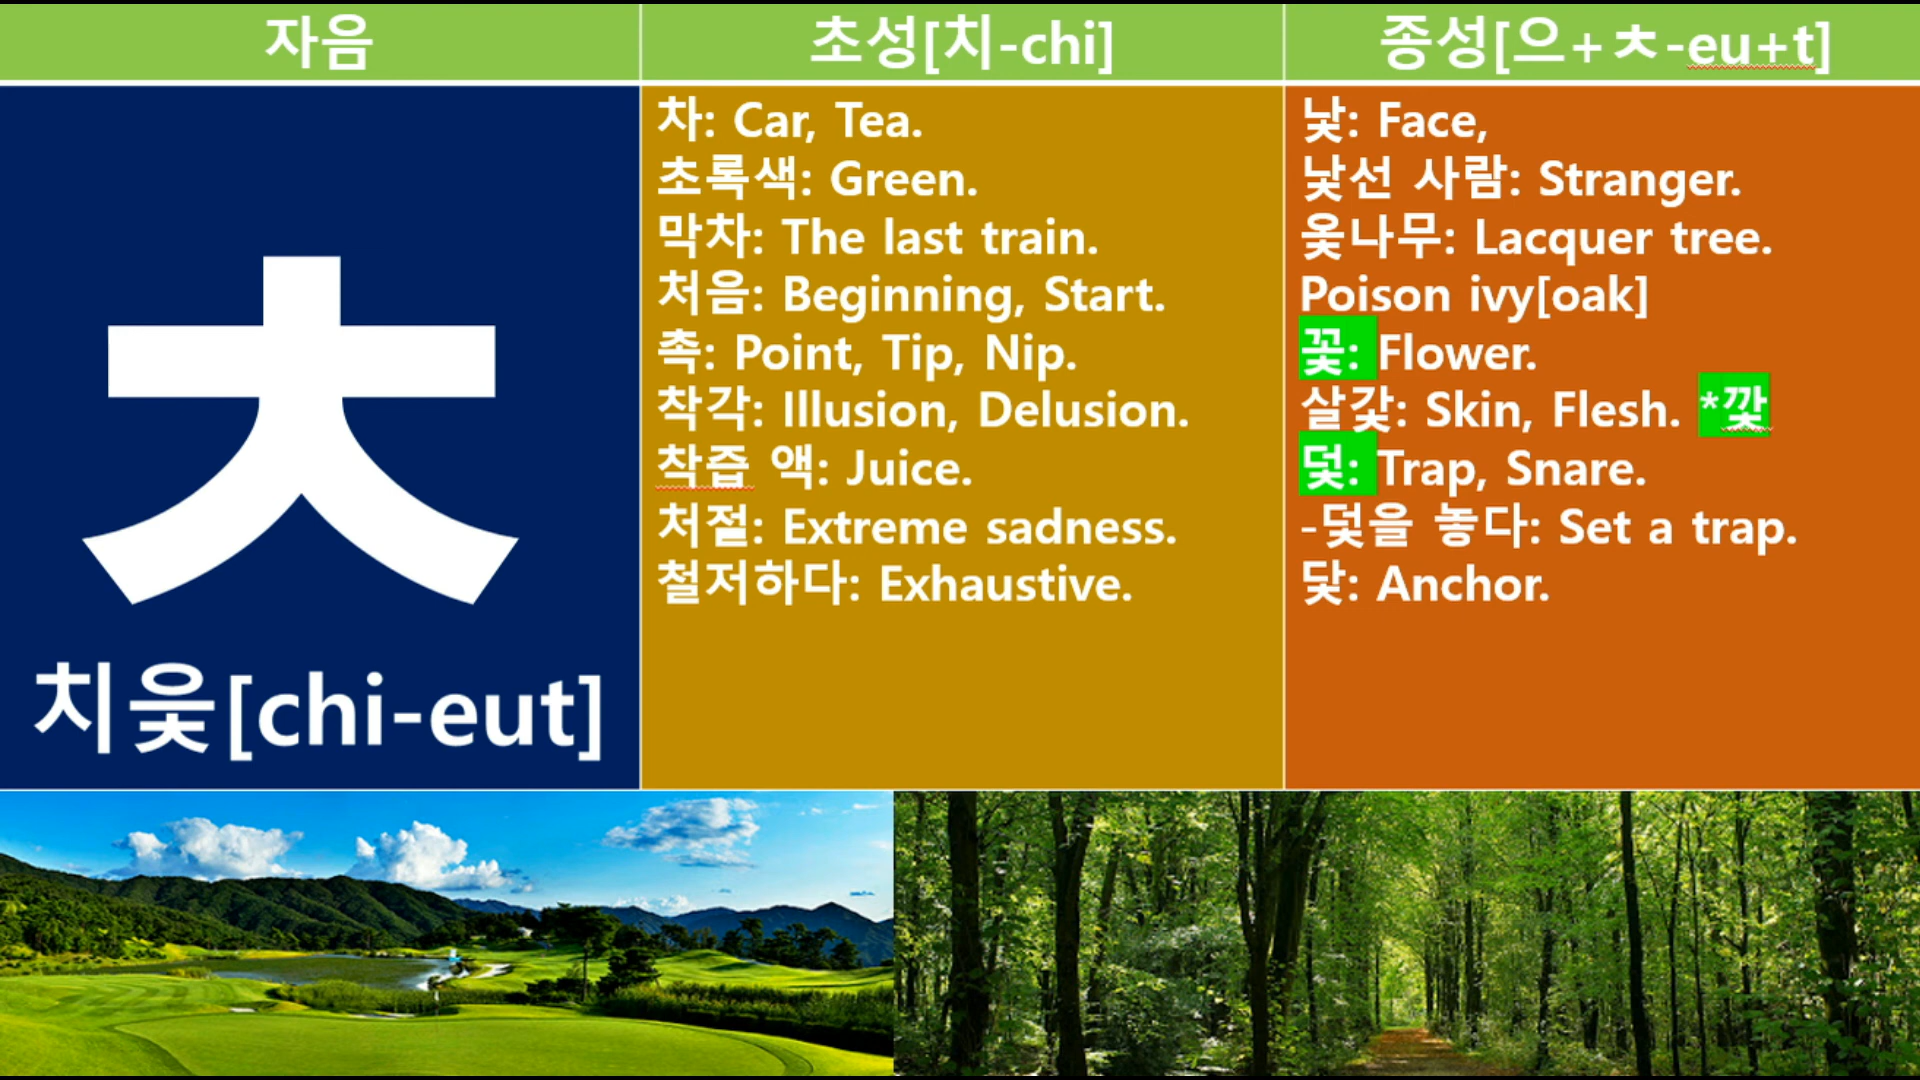 자음
초성[치-chi]
종성[으+ㅊ-eu+t]
ㅊ
치읓[chi-eut]
차: Car, Tea.
초록색: Green.
막차: The last train.
처음: Beginning, Start.
촉: Point, Tip, Nip.
착각: Illusion, Delusion.
착즙 액: Juice.
처절: Extreme sadness.
철저하다: Exhaustive.
낯: Face,
낯선 사람: Stranger.
옻나무: Lacquer tree.
Poison ivy[oak]
꽃: Flower.
살갗: Skin, Flesh. *깣
덫: Trap, Snare.
-덫을 놓다: Set a trap.
닻: Anchor.